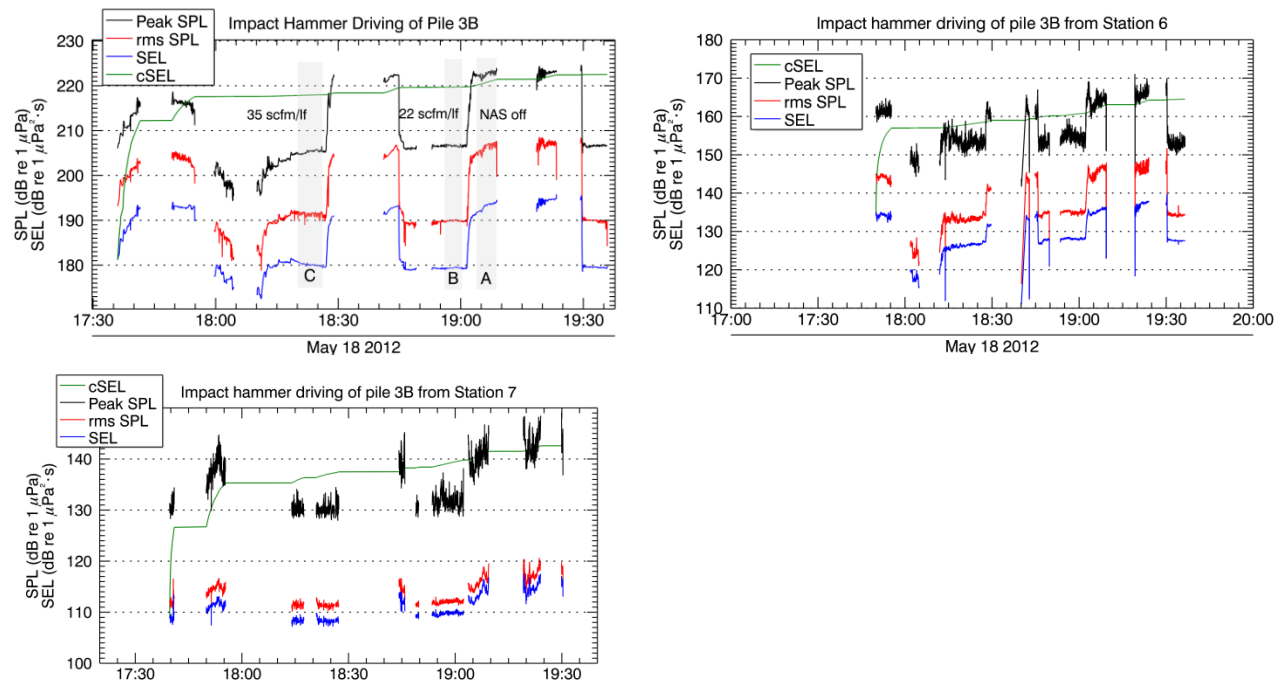 Impact Hammer Driving of Pile 3B
Peak SPL
rms SPL
SEL
cSEL
SPL (dB re 1 μPa)
SEL (dB re 1 μPa²·s)
230
220
210
200
190
180
35 scfm/lf
22 scfm/lf
NAS off
C
B
A
17:30
18:00
18:30
19:00
19:30
May 18 2012
Impact hammer driving of pile 3B from Station 6
cSEL
Peak SPL
rms SPL
SEL
SPL (dB re 1 μPa)
SEL (dB re 1 μPa²·s)
180
170
160
150
140
130
120
110
17:00
17:30
18:00
18:30
19:00
19:30
20:00
May 18 2012
Impact hammer driving of pile 3B from Station 7
cSEL
Peak SPL
rms SPL
SEL
SPL (dB re 1 μPa)
SEL (dB re 1 μPa²·s)
140
130
120
110
100
17:30
18:00
18:30
19:00
19:30